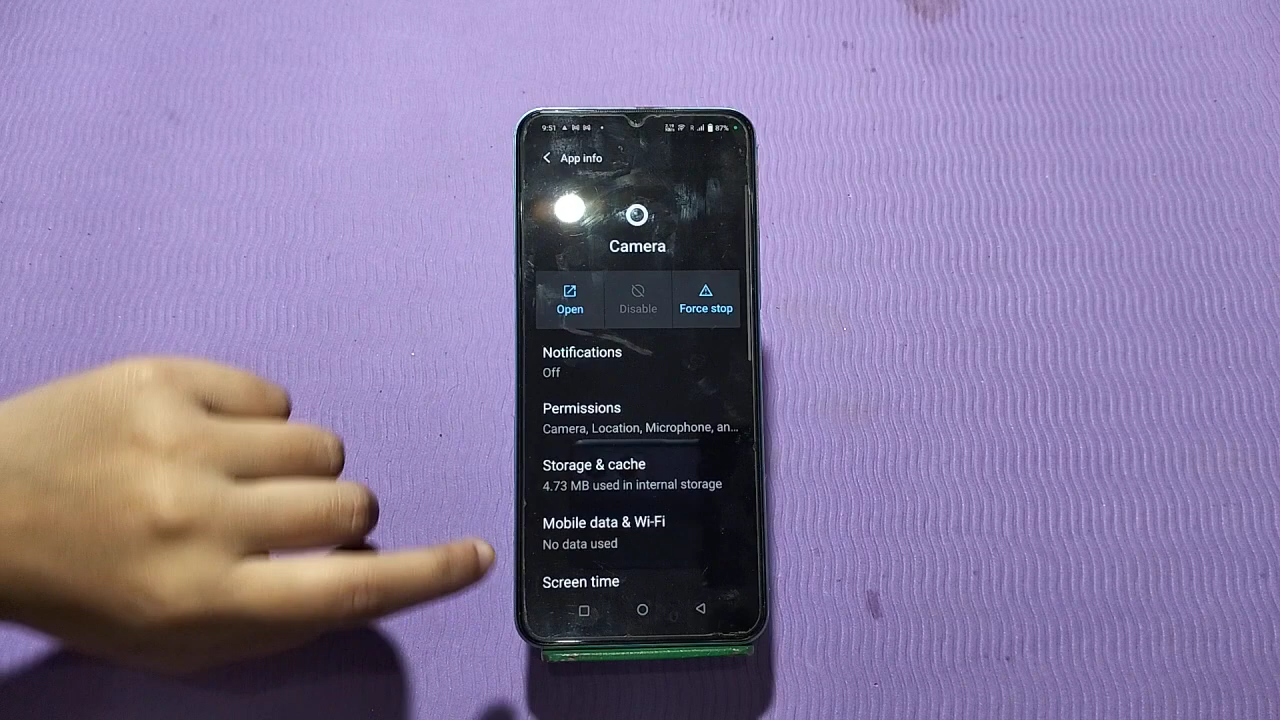 9:51
87%
App info
Camera
Open
Disable
Force stop
Notifications
Off
Permissions
Camera, Location, Microphone, an...
Storage & cache
4.73 MB used in internal storage
Mobile data & Wi-Fi
No data used
Screen time